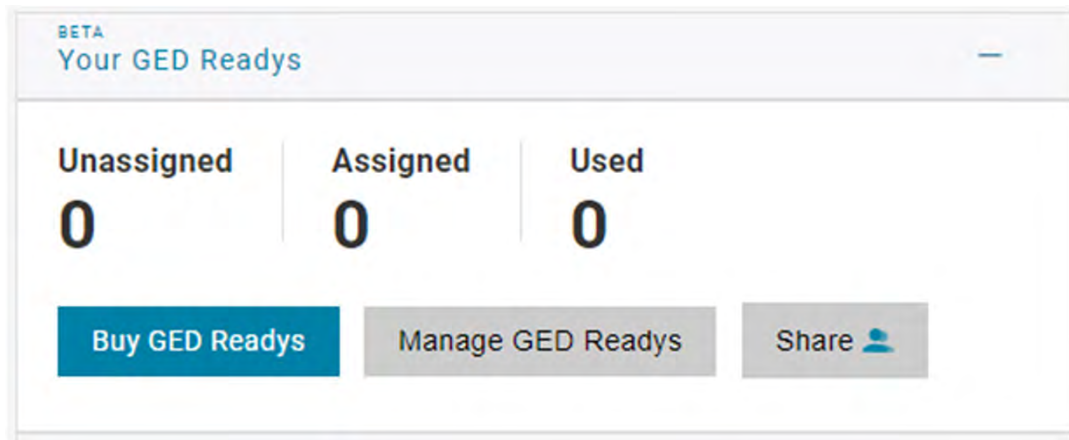 BETA
Your GED Readys
Unassigned Assigned Used
0 0 0
Buy GED Readys Manage GED Readys Share